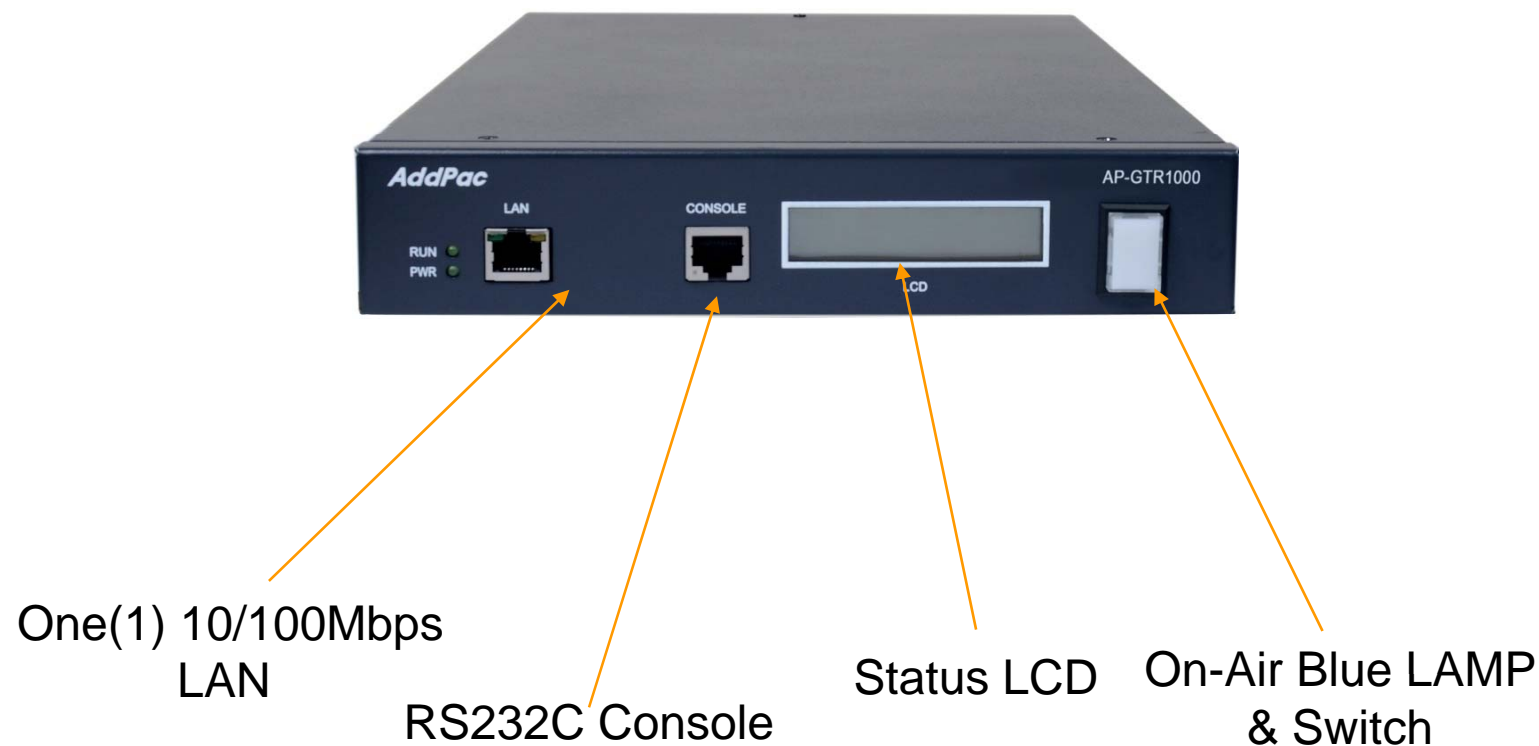 AddPac
AP-GTR1000
LAN
CONSOLE
RUN
PWR
LCD
One(1) 10/100Mbps
LAN
RS232C Console
Status LCD
On-Air Blue LAMP
& Switch